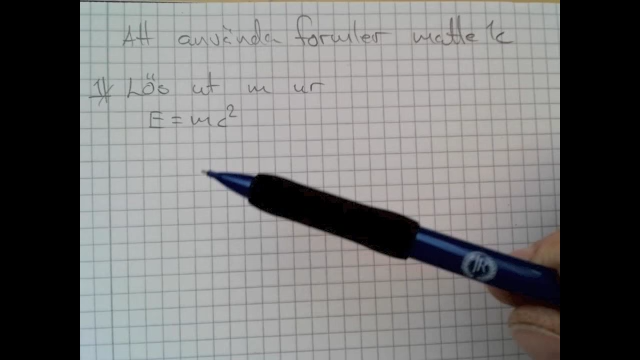 Att använda formler matte 1c
1) Lös ut m ur
E = mc²